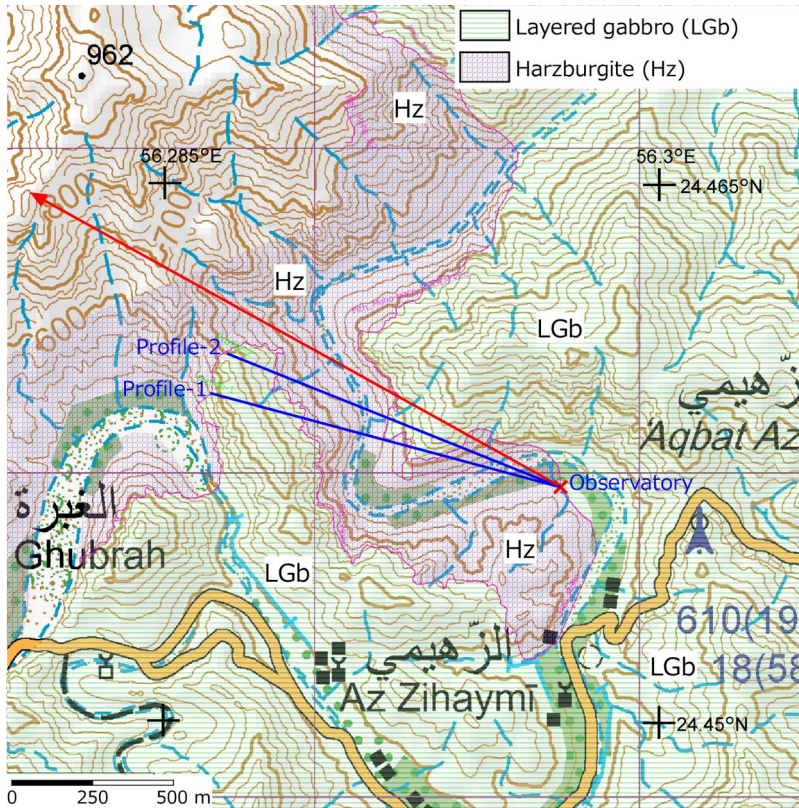 Layered gabbro (LGb)
Harzburgite (Hz)
962
Hz
56.285°E
56.3°E
24.465°N
700
600
Hz
LGb
Profile-2
Profile-1
الغبرة
Ghubrah
Observatory
ز هيمي
'Aqbat Az
Hz
LGb
610(19
الز هيمي
Az Zihaymī
LGb
18(58
24.45°N
0 250 500 m